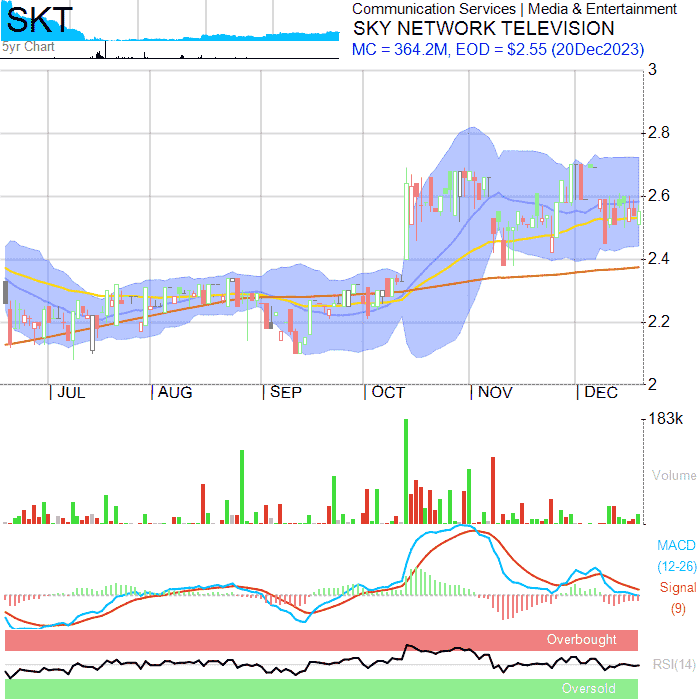 SKT
5yr Chart
Communication Services | Media & Entertainment
SKY NETWORK TELEVISION
MC = 364.2M, EOD = $2.55 (20Dec2023)
3
2.8
2.6
2.4
2.2
2
|JUL |AUG |SEP |OCT |NOV |DEC
183k
Volume
MACD
(12-26)
Signal
(9)
Overbought
RSI(14)
Oversold